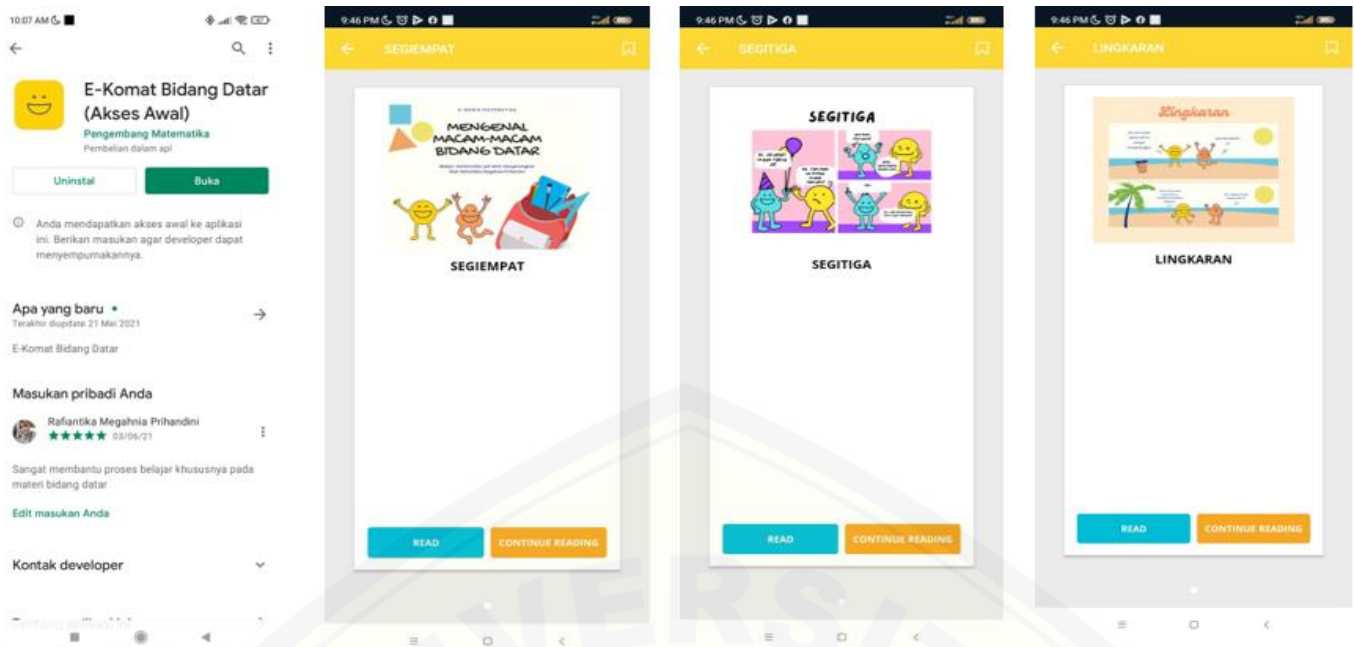 10:07 AM
E-Komat Bidang Datar
(Akses Awal)
Pengembang Matematika
Pembelian dalam apl
Uninstal
Buka
Anda mendapatkan akses awal ke aplikasi
ini. Berikan masukan agar developer dapat
menyempurnakannya.
Apa yang baru
Terakhir diupdate 21 Mei 2021
E-Komat Bidang Datar
Masukan pribadi Anda
Rafiantika Megahnia Prihandini
03/06/21
Sangat membantu proses belajar khususnya pada
materi bidang datar
Edit masukan Anda
Kontak developer
Tentang aplikasi ini
9:46 PM
SEGIEMPAT
MENGENAL
MACAM-MACAM
BIDANG DATAR
SEGIEMPAT
READ
CONTINUE READING
9:46 PM
SEGITIGA
SEGITIGA
SEGITIGA
READ
CONTINUE READING
9:46 PM
LINGKARAN
Lingkaran
LINGKARAN
READ
CONTINUE READING
VERS